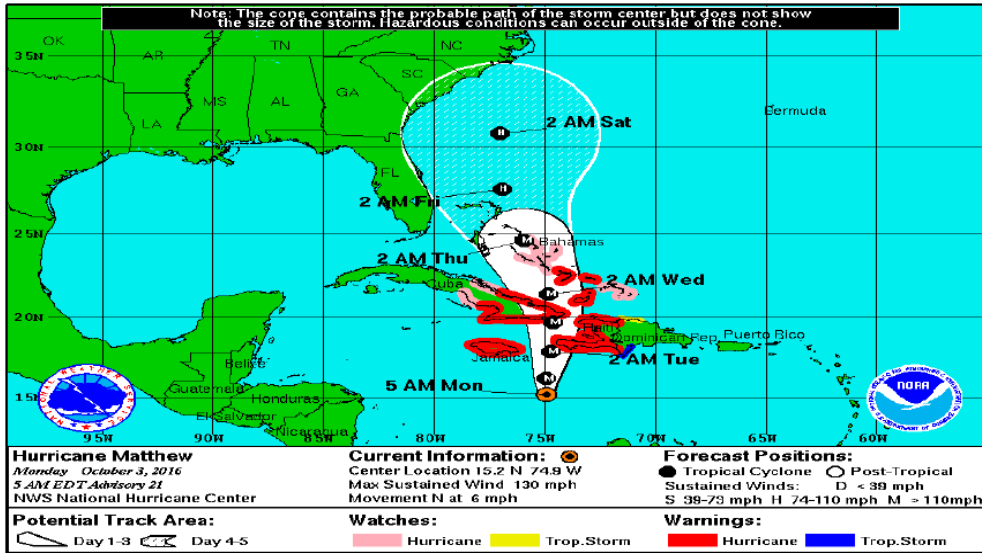 Note: The cone contains the probable path of the storm center but does not show
the size of the storm. Hazardous conditions can occur outside of the cone.
OK
AR
TN
NC
35N
SC
MS
AL
GA
LA
Bermuda
2 AM Sat
30N
FL
2 AM Fri
H
H
25N
M
Bahamas
2 AM Thu
2 AM Wed
Cuba
M
20N
M
Haiti
Dominican Rep
Puerto Rico
M
Jamaica
2 AM Tue
Belize
5 AM Mon
M
Guatemala
Honduras
15N
El Salvador
Nicaragua
NATIONAL WEATHER SERVICE
NOAA
95W
90W
85W
80W
75W
70W
65W
60W
Hurricane Matthew
Monday October 3, 2016
5 AM EDT Advisory 21
NWS National Hurricane Center
Current Information:
Center Location 15.2 N 74.9 W
Max Sustained Wind 130 mph
Movement N at 6 mph
Forecast Positions:
Tropical Cyclone Post-Tropical
Sustained Winds: D < 39 mph
S 39-73 mph H 74-110 mph M > 110mph
Potential Track Area:
Day 1-3 Day 4-5
Watches:
Hurricane Trop.Storm
Warnings:
Hurricane Trop.Storm